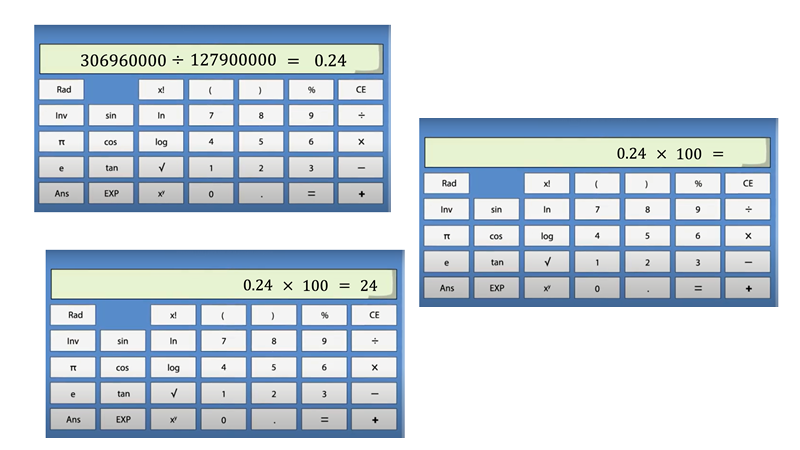 306960000 ÷ 127900000 = 0.24
Rad x! ( ) % CE
Inv sin ln 7 8 9 ÷
π cos log 4 5 6 ×
e tan √ 1 2 3 −
Ans EXP xʸ 0 . = +
0.24 × 100 =
Rad x! ( ) % CE
Inv sin ln 7 8 9 ÷
π cos log 4 5 6 ×
e tan √ 1 2 3 −
Ans EXP xʸ 0 . = +
0.24 × 100 = 24
Rad x! ( ) % CE
Inv sin ln 7 8 9 ÷
π cos log 4 5 6 ×
e tan √ 1 2 3 −
Ans EXP xʸ 0 . = +